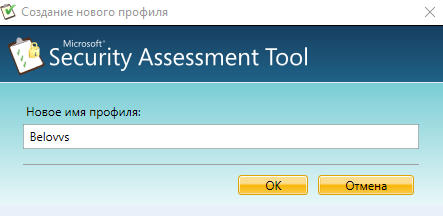 Создание нового профиля
Microsoft®
Security Assessment Tool
Новое имя профиля:
Belovvs
OK
Отмена